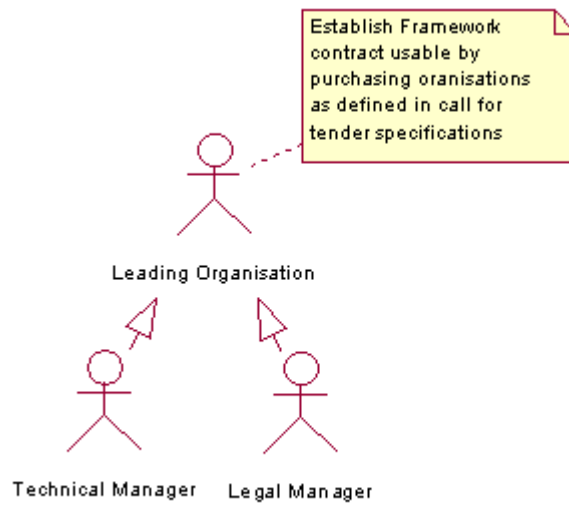 Establish Framework
contract usable by
purchasing oranisations
as defined in call for
tender specifications
Leading Organisation
Technical Manager
Legal Manager